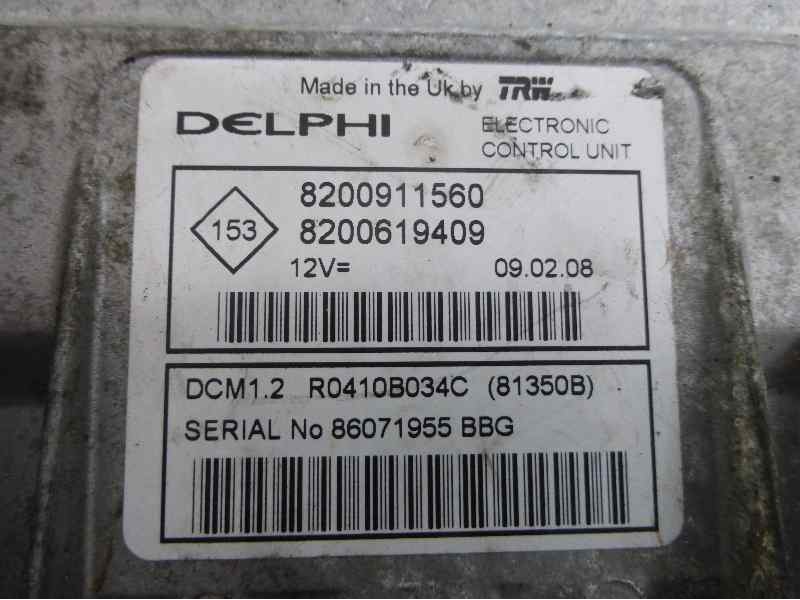 Made in the Uk by TRW
DELPHI
ELECTRONIC
CONTROL UNIT
153
8200911560
8200619409
12V=
09.02.08
DCM1.2 R0410B034C (81350B)
SERIAL No 86071955 BBG